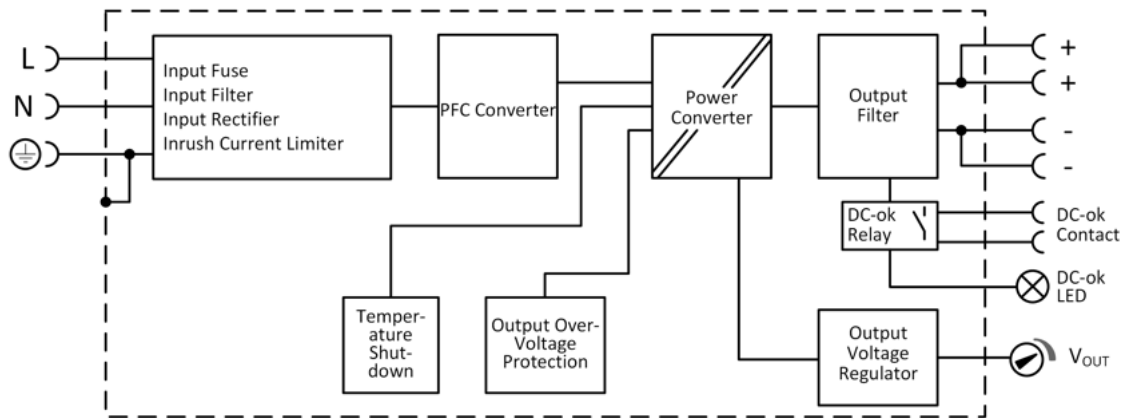 L
N
Input Fuse
Input Filter
Input Rectifier
Inrush Current Limiter
PFC Converter
Power
Converter
Output
Filter
+
+
-
-
DC-ok
Relay
DC-ok
Contact
DC-ok
LED
Temper-
ature
Shut-
down
Output Over-
Voltage
Protection
Output
Voltage
Regulator
VOUT